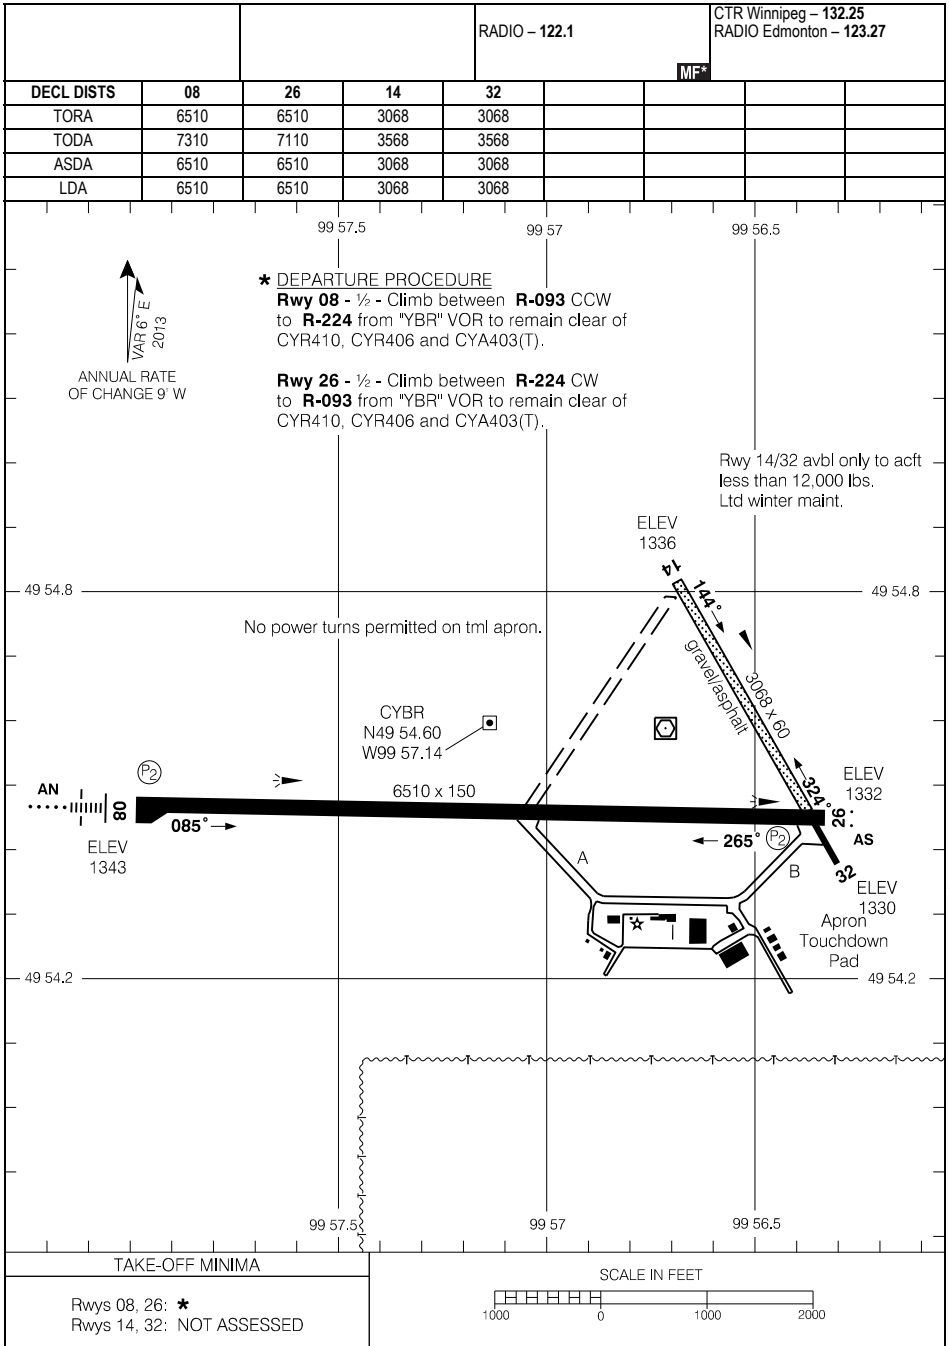 RADIO – 122.1
MF*
CTR Winnipeg – 132.25
RADIO Edmonton – 123.27
DECL DISTS 08 26 14 32
TORA 6510 6510 3068 3068
TODA 7310 7110 3568 3568
ASDA 6510 6510 3068 3068
LDA 6510 6510 3068 3068
99 57.5 99 57 99 56.5
VAR 6° E
2013
ANNUAL RATE
OF CHANGE 9' W
* DEPARTURE PROCEDURE
Rwy 08 - ½ - Climb between R-093 CCW
to R-224 from "YBR" VOR to remain clear of
CYR410, CYR406 and CYA403(T).
Rwy 26 - ½ - Climb between R-224 CW
to R-093 from "YBR" VOR to remain clear of
CYR410, CYR406 and CYA403(T).
Rwy 14/32 avbl only to acft
less than 12,000 lbs.
Ltd winter maint.
ELEV
1336
14
144°
49 54.8 49 54.8
No power turns permitted on tml apron.
gravel/asphalt
3068 x 60
CYBR
N49 54.60
W99 57.14
P2
AN
08
6510 x 150
085°
ELEV
1343
324°
ELEV
1332
26
AS
265°
P2
A
B
32
ELEV
1330
Apron
Touchdown
Pad
49 54.2 49 54.2
99 57.5 99 57 99 56.5
TAKE-OFF MINIMA
Rwys 08, 26: *
Rwys 14, 32: NOT ASSESSED
SCALE IN FEET
1000 0 1000 2000